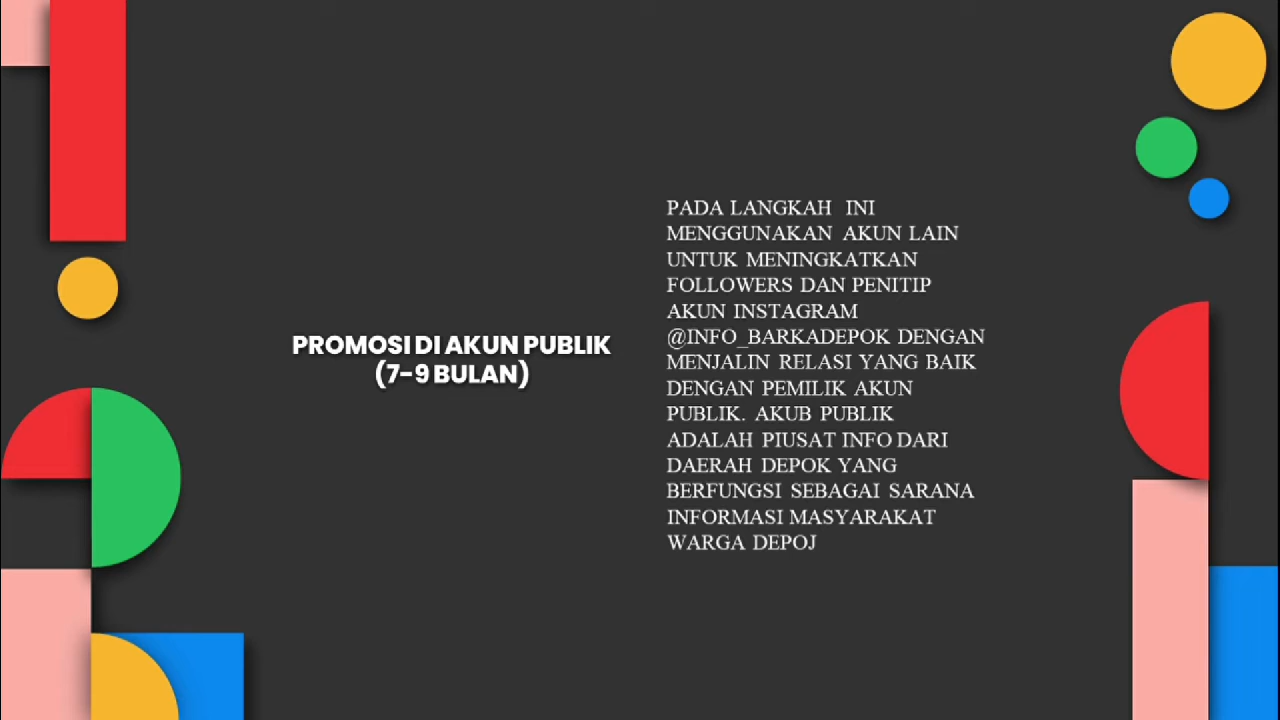 PROMOSI DI AKUN PUBLIK
(7-9 BULAN)
PADA LANGKAH INI
MENGGUNAKAN AKUN LAIN
UNTUK MENINGKATKAN
FOLLOWERS DAN PENITIP
AKUN INSTAGRAM
@INFO_BARKADEPOK DENGAN
MENJALIN RELASI YANG BAIK
DENGAN PEMILIK AKUN
PUBLIK. AKUB PUBLIK
ADALAH PIUSAT INFO DARI
DAERAH DEPOK YANG
BERFUNGSI SEBAGAI SARANA
INFORMASI MASYARAKAT
WARGA DEPOJ